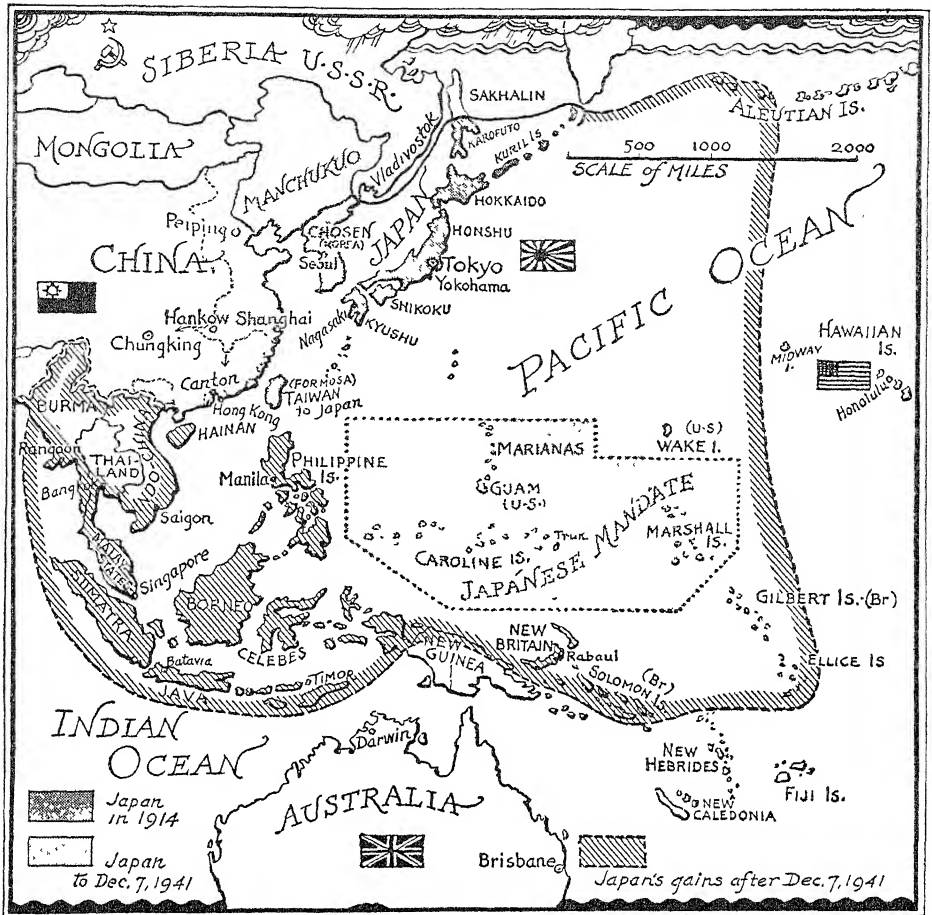 SIBERIA U·S·S·R·
SAKHALIN
ALEUTIAN IS.
KAROFUTO
KURIL IS
MONGOLIA
MANCHUKUO
Vladivostok
500 1000 2000
SCALE of MILES
HOKKAIDO
Peiping
CHOSEN
(KOREA)
Seoul
JAPAN
HONSHU
CHINA
Tokyo
Yokohama
PACIFIC OCEAN
SHIKOKU
Nagasaki
KYUSHU
Hankow
Shanghai
Chungking
HAWAIIAN
IS.
MIDWAY
I.
Honolulu
Canton
Hong Kong
(FORMOSA)
TAIWAN
to Japan
BURMA
HAINAN
INDO CHINA
Rangoon
THAI-
LAND
Bangkok
Saigon
PHILIPPINE
IS.
Manila
MARIANAS
(U-S)
WAKE I.
GUAM
(U·S·)
Truk
MARSHALL
IS.
CAROLINE IS.
JAPANESE MANDATE
MALAY
STATES
Singapore
SUMATRA
BORNEO
GILBERT IS.(Br)
CELEBES
NEW
GUINEA
NEW
BRITAIN
Rabaul
(Br)
SOLOMON I.
ELLICE IS
Batavia
JAVA
TIMOR
INDIAN
OCEAN
Darwin
NEW
HEBRIDES
FIJI IS.
NEW
CALEDONIA
AUSTRALIA
Brisbane
Japan
in 1914
Japan
to Dec. 7, 1941
Japan's gains after Dec. 7, 1941